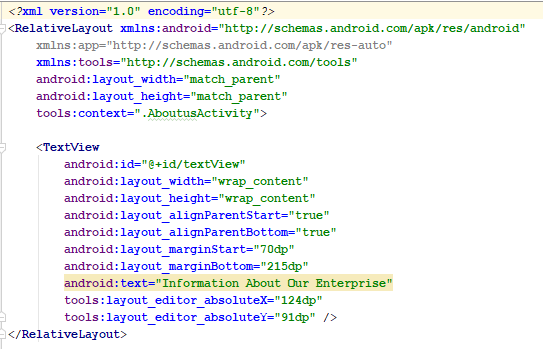 <?xml version="1.0" encoding="utf-8"?>
<RelativeLayout xmlns:android="http://schemas.android.com/apk/res/android"
    xmlns:app="http://schemas.android.com/apk/res-auto"
    xmlns:tools="http://schemas.android.com/tools"
    android:layout_width="match_parent"
    android:layout_height="match_parent"
    tools:context=".AboutusActivity">

    <TextView
        android:id="@+id/textView"
        android:layout_width="wrap_content"
        android:layout_height="wrap_content"
        android:layout_alignParentStart="true"
        android:layout_alignParentBottom="true"
        android:layout_marginStart="70dp"
        android:layout_marginBottom="215dp"
        android:text="Information About Our Enterprise"
        tools:layout_editor_absoluteX="124dp"
        tools:layout_editor_absoluteY="91dp" />
</RelativeLayout>